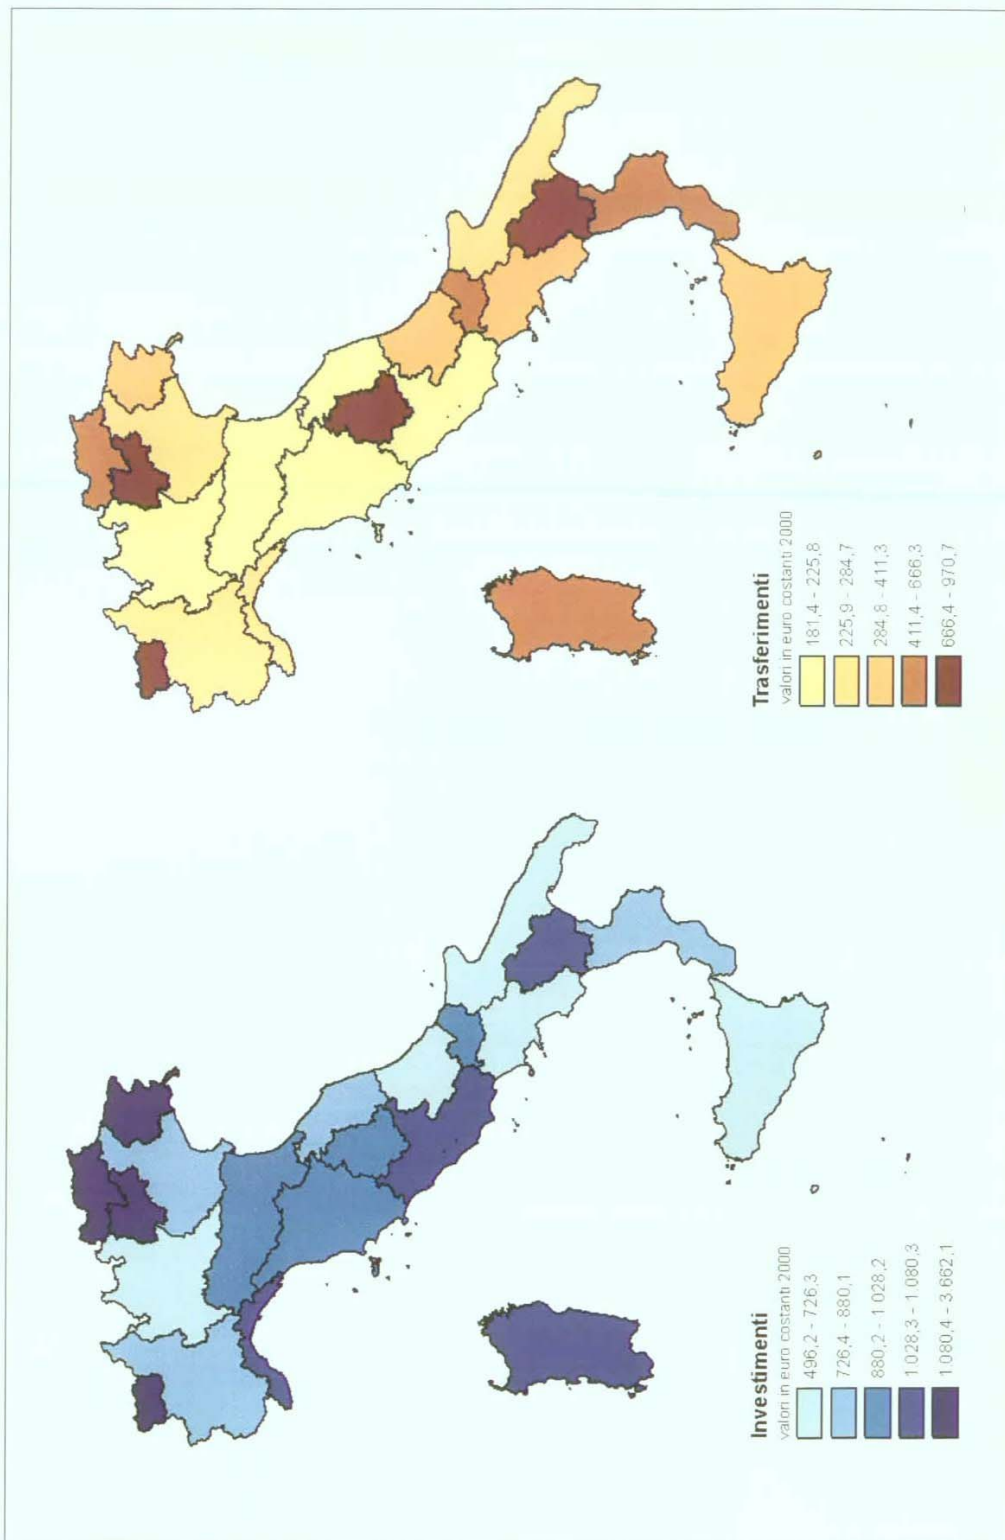 Investimenti
valori in euro costanti 2000
496,2 - 726,3
726,4 - 880,1
880,2 - 1 028,2
1.028,3 - 1.080,3
1.080,4 - 3 662,1
Trasferimenti
valori in euro costanti 2000
181,4 - 225,8
225,9 - 284,7
284,8 - 411,3
411,4 - 666,3
666,4 - 970,7